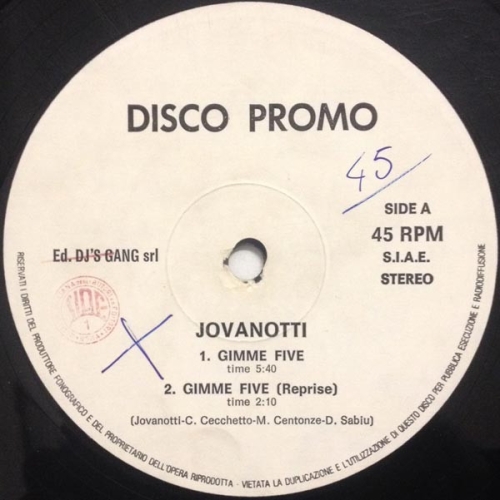 DISCO PROMO
45
SIDE A
45 RPM
S.I.A.E.
STEREO
Ed. DJ'S GANG srl
JOVANOTTI
1. GIMME FIVE
time 5:40
2. GIMME FIVE (Reprise)
time 2:10
(Jovanotti-C. Cecchetto-M. Centonze-D. Sabiu)
RISERVATI I DIRITTI DEL PRODUTTORE FONOGRAFICO E DEL PROPRIETARIO DELL'OPERA RIPRODOTTA - VIETATA LA DUPLICAZIONE E L'UTILIZZAZIONE DI QUESTO DISCO PER PUBBLICA ESECUZIONE E RADIODIFFUSIONE